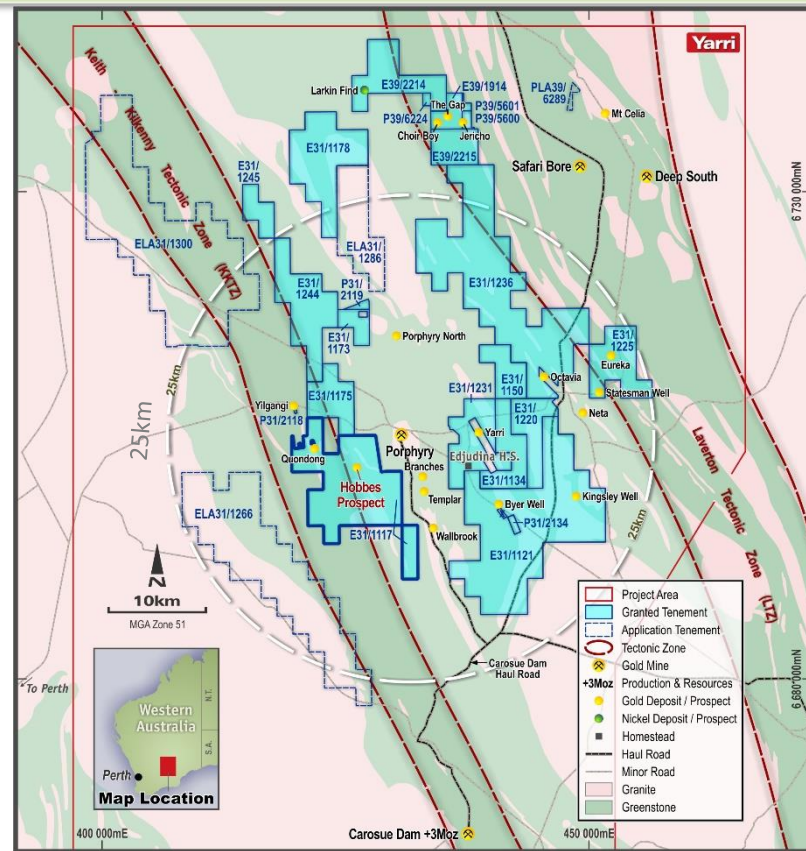 Yarri
Keith - Kilkenny Tectonic Zone (KKTZ)
Larkin Find
E39/2214
E39/1914
The Gap
P39/6224
P39/5601
P39/5600
Choir Boy
Jericho
PLA39/
6289
Mt Celia
E39/2215
Safari Bore
Deep South
E31/1178
E31/
1245
6 730 000mN
ELA31/1300
ELA31/
1286
E31/
1244
P31/
2119
E31/1236
E31/
1173
Porphyry North
E31/
1225
Eureka
25km
25km
E31/1175
E31/1231
E31/
1150
Octavia
E31/
1220
Statesman Well
Yilgangi
P31/2118
Neta
Porphyry
Yarri
Edjudina H.S.
Quondong
Hobbes
Prospect
Branches
E31/1134
Templar
Byer Well
Kingsley Well
P31/2134
ELA31/1266
E31/1117
Wallbrook
E31/1121
25km
Laverton Tectonic Zone (LTZ)
N
10km
MGA Zone 51
Carosue Dam
Haul Road
6 680 000mN
To Perth
Western
Australia
N.T.
S.A.
Perth
Map Location
Project Area
Granted Tenement
Application Tenement
Tectonic Zone
Gold Mine
+3Moz Production & Resources
Gold Deposit / Prospect
Nickel Deposit / Prospect
Homestead
Haul Road
Minor Road
Granite
Greenstone
400 000mE
Carosue Dam +3Moz
450 000mE